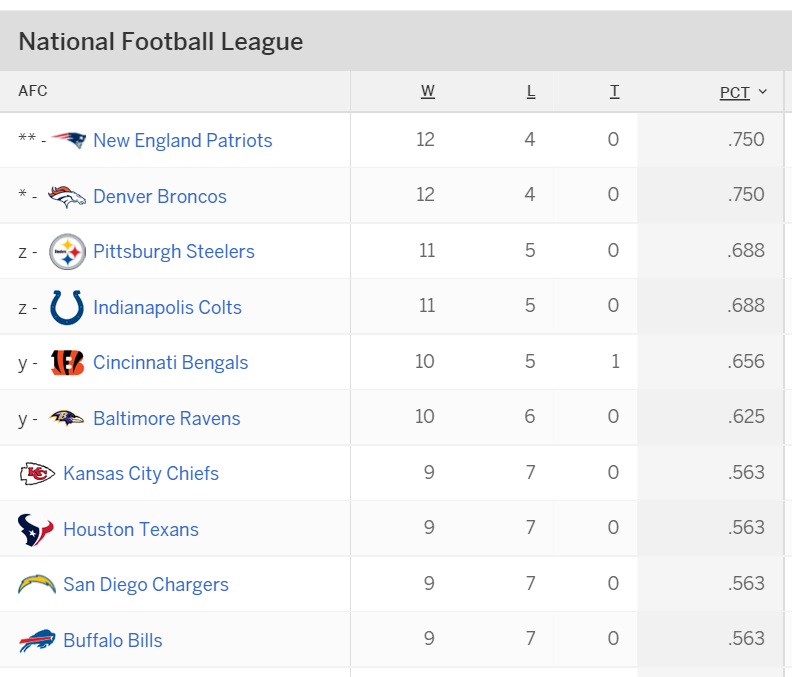 National Football League
AFC W L T PCT
** - New England Patriots 12 4 0 .750
* - Denver Broncos 12 4 0 .750
z - Pittsburgh Steelers 11 5 0 .688
z - Indianapolis Colts 11 5 0 .688
y - Cincinnati Bengals 10 5 1 .656
y - Baltimore Ravens 10 6 0 .625
Kansas City Chiefs 9 7 0 .563
Houston Texans 9 7 0 .563
San Diego Chargers 9 7 0 .563
Buffalo Bills 9 7 0 .563